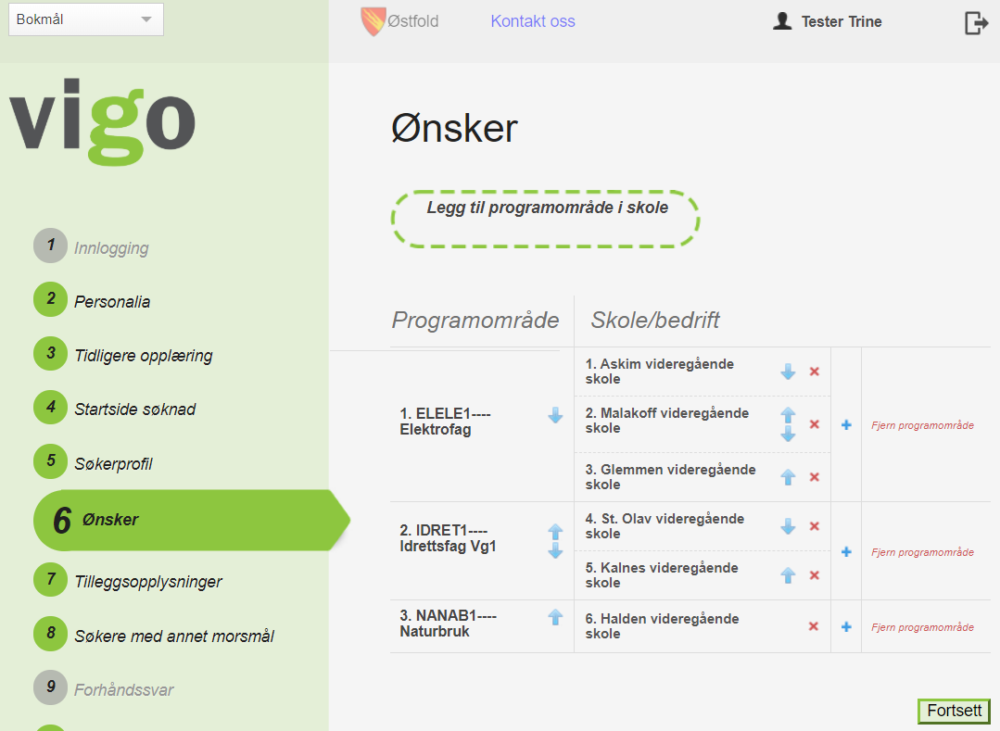 Bokmål
Østfold
Kontakt oss
Tester Trine
vigo
1 Innlogging
2 Personalia
3 Tidligere opplæring
4 Startside søknad
5 Søkerprofil
6 Ønsker
7 Tilleggsopplysninger
8 Søkere med annet morsmål
9 Forhåndssvar
Ønsker
Legg til programområde i skole
Programområde
Skole/bedrift
1. ELELE1----
Elektrofag
1. Askim videregående
skole
2. Malakoff videregående
skole
3. Glemmen videregående
skole
Fjern programområde
2. IDRET1----
Idrettsfag Vg1
4. St. Olav videregående
skole
5. Kalnes videregående
skole
Fjern programområde
3. NANAB1----
Naturbruk
6. Halden videregående
skole
Fjern programområde
Fortsett